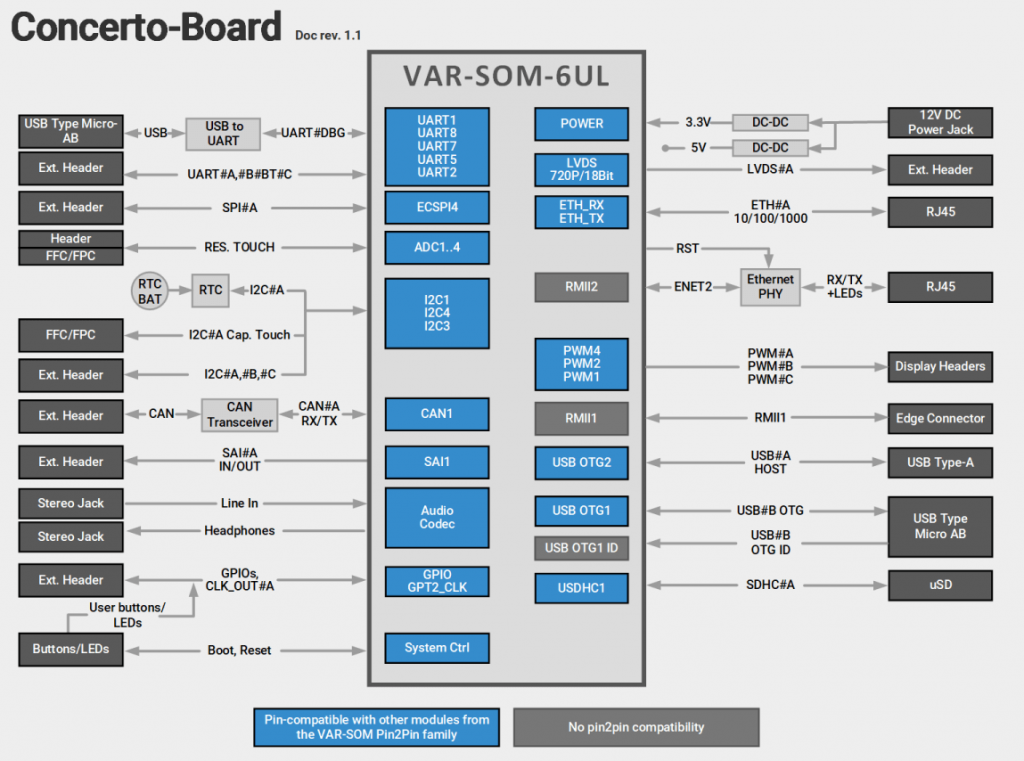 Concerto-Board Doc rev. 1.1
VAR-SOM-6UL
USB Type Micro-
AB
USB
USB to
UART
UART#DBG
Ext. Header
UART#A,#B#BT#C
UART1
UART8
UART7
UART5
UART2
Ext. Header
SPI#A
ECSPI4
Header
FFC/FPC
RES. TOUCH
ADC1..4
RTC
BAT
RTC
I2C#A
FFC/FPC
I2C#A Cap. Touch
Ext. Header
I2C#A,#B,#C
I2C1
I2C4
I2C3
Ext. Header
CAN
CAN
Transceiver
CAN#A
RX/TX
CAN1
Ext. Header
SAI#A
IN/OUT
SAI1
Stereo Jack
Line In
Stereo Jack
Headphones
Audio
Codec
Ext. Header
GPIOs,
CLK_OUT#A
GPIO
GPT2_CLK
User buttons/
LEDs
Buttons/LEDs
Boot, Reset
System Ctrl
POWER
3.3V
DC-DC
12V DC
Power Jack
5V
DC-DC
LVDS
720P/18Bit
LVDS#A
Ext. Header
ETH_RX
ETH_TX
ETH#A
10/100/1000
RJ45
RST
RMII2
ENET2
Ethernet
PHY
RX/TX
+LEDs
RJ45
PWM4
PWM2
PWM1
PWM#A
PWM#B
PWM#C
Display Headers
RMII1
RMII1
Edge Connector
USB OTG2
USB#A
HOST
USB Type-A
USB OTG1
USB#B OTG
USB Type
Micro AB
USB OTG1 ID
USB#B
OTG ID
USDHC1
SDHC#A
uSD
Pin-compatible with other modules from
the VAR-SOM Pin2Pin family
No pin2pin compatibility